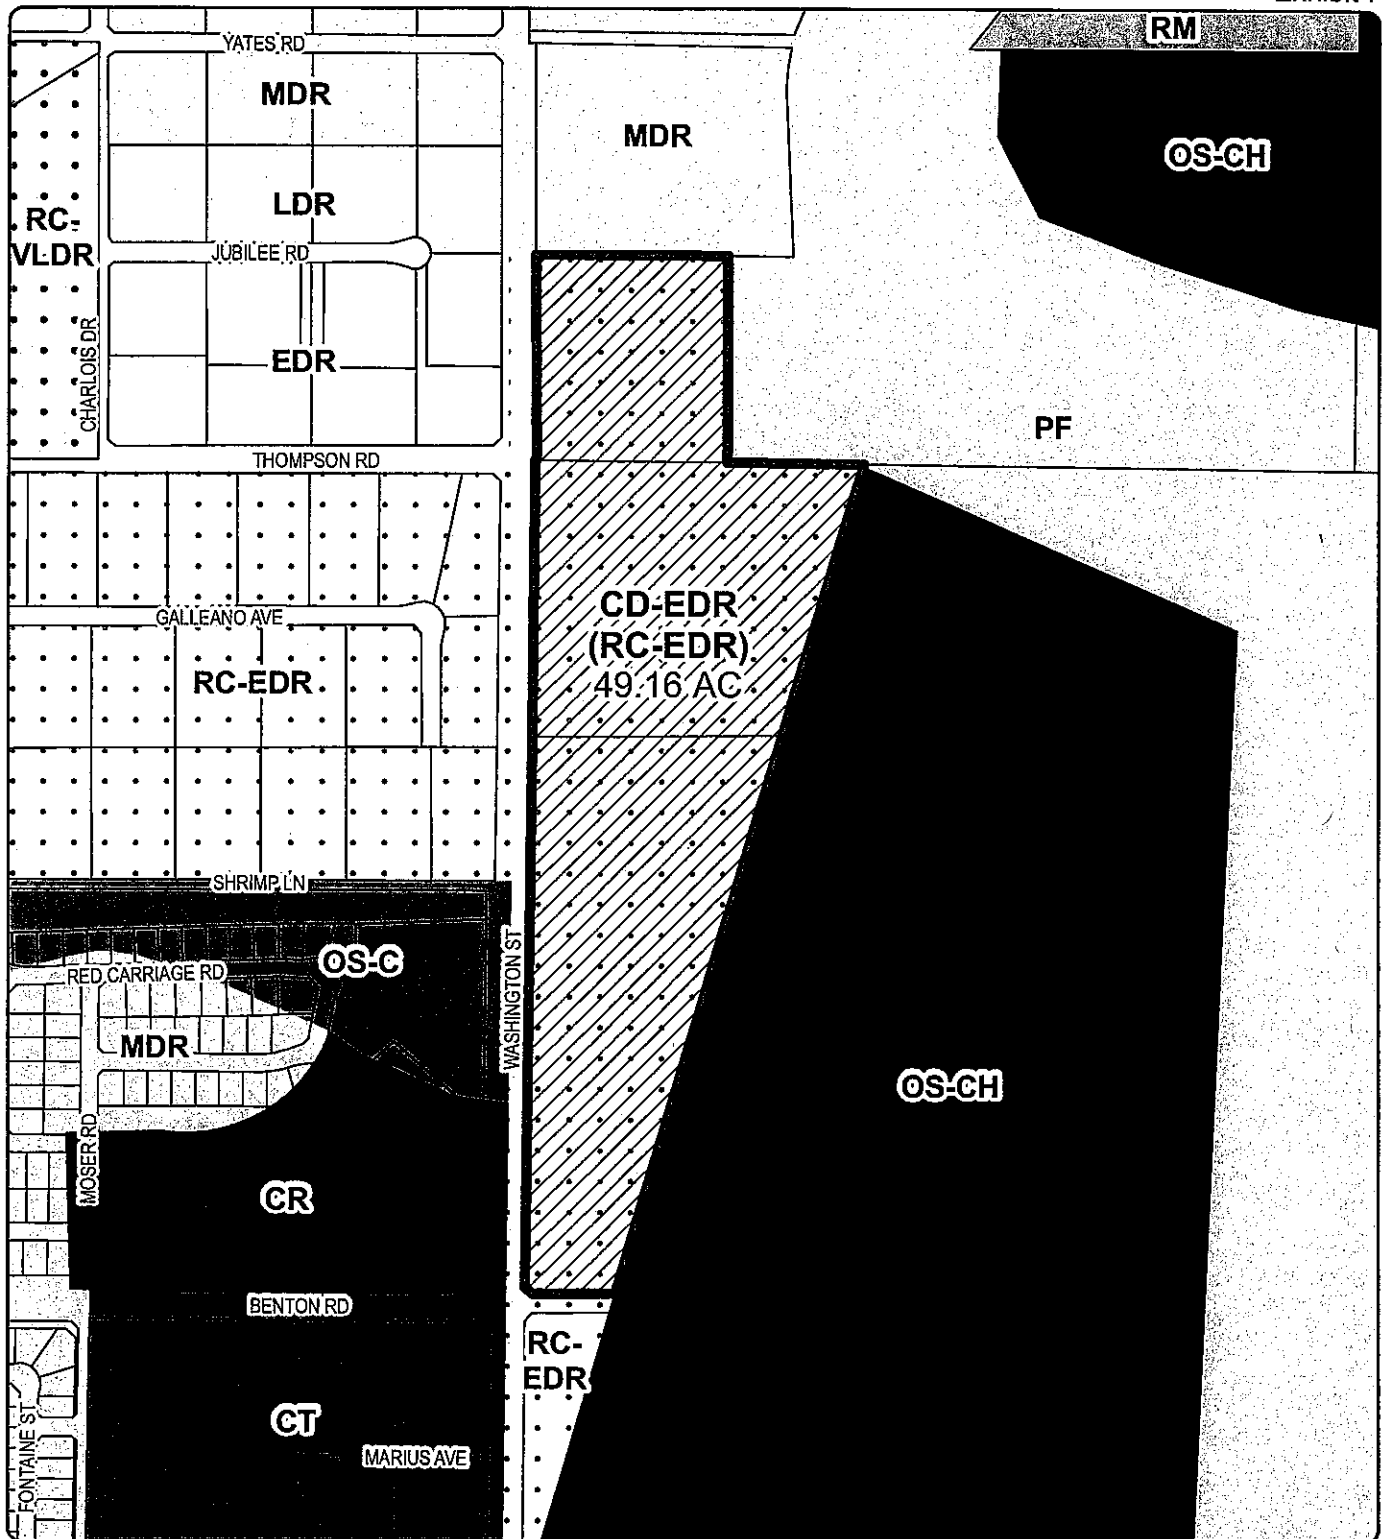 RM
YATES RD
MDR
MDR
OS-CH
LDR
RC-
VLDR
JUBILEE RD
CHARLOIS DR
EDR
PF
THOMPSON RD
CD-EDR
(RC-EDR)
49.16 AC
GALLEANO AVE
RC-EDR
SHRIMP LN
OS-C
RED CARRIAGE RD
WASHINGTON ST
MDR
OS-CH
MOSER RD
CR
BENTON RD
RC-
EDR
CT
FONTAINE ST
MARIUS AVE